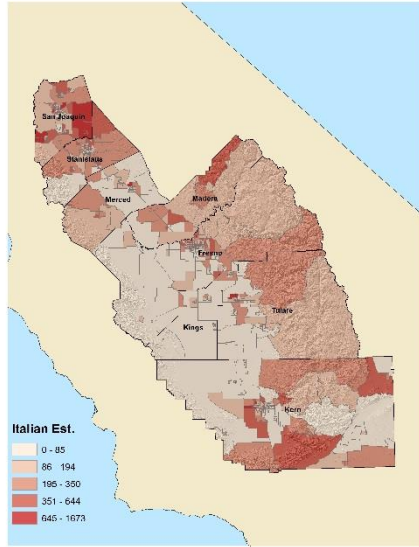 San Joaquin
Stanislaus
Merced
Madera
Fresno
Tulare
Kings
Kern
Italian Est.
0 - 85
86 - 194
195 - 350
351 - 644
645 - 1673